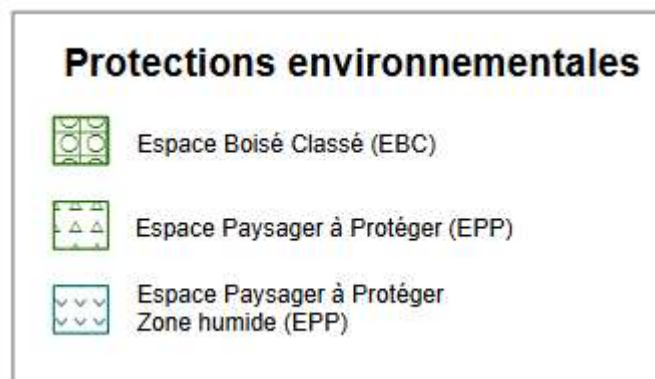 Protections environnementales
Espace Boisé Classé (EBC)
Espace Paysager à Protéger (EPP)
Espace Paysager à Protéger
Zone humide (EPP)